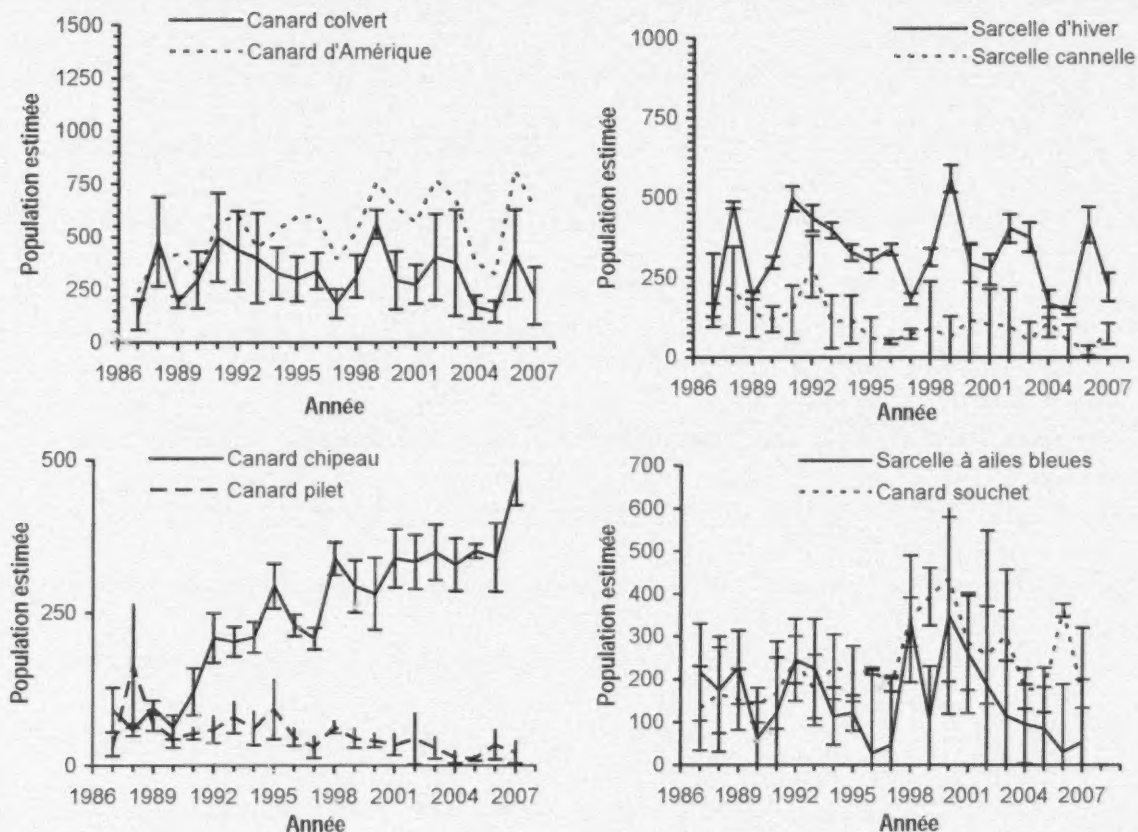 Canard colvert
Canard d'Amérique
Population estimée
1500
1250
1000
750
500
250
0
1986 1989 1992 1995 1998 2001 2004 2007
Année
Sarcelle d'hiver
Sarcelle cannelle
Population estimée
1000
750
500
250
0
1986 1989 1992 1995 1998 2001 2004 2007
Année
Canard chipeau
Canard pilet
Population estimée
500
250
0
1986 1989 1992 1995 1998 2001 2004 2007
Année
Sarcelle à ailes bleues
Canard souchet
Population estimée
700
600
500
400
300
200
100
0
1986 1989 1992 1995 1998 2001 2004 2007
Année